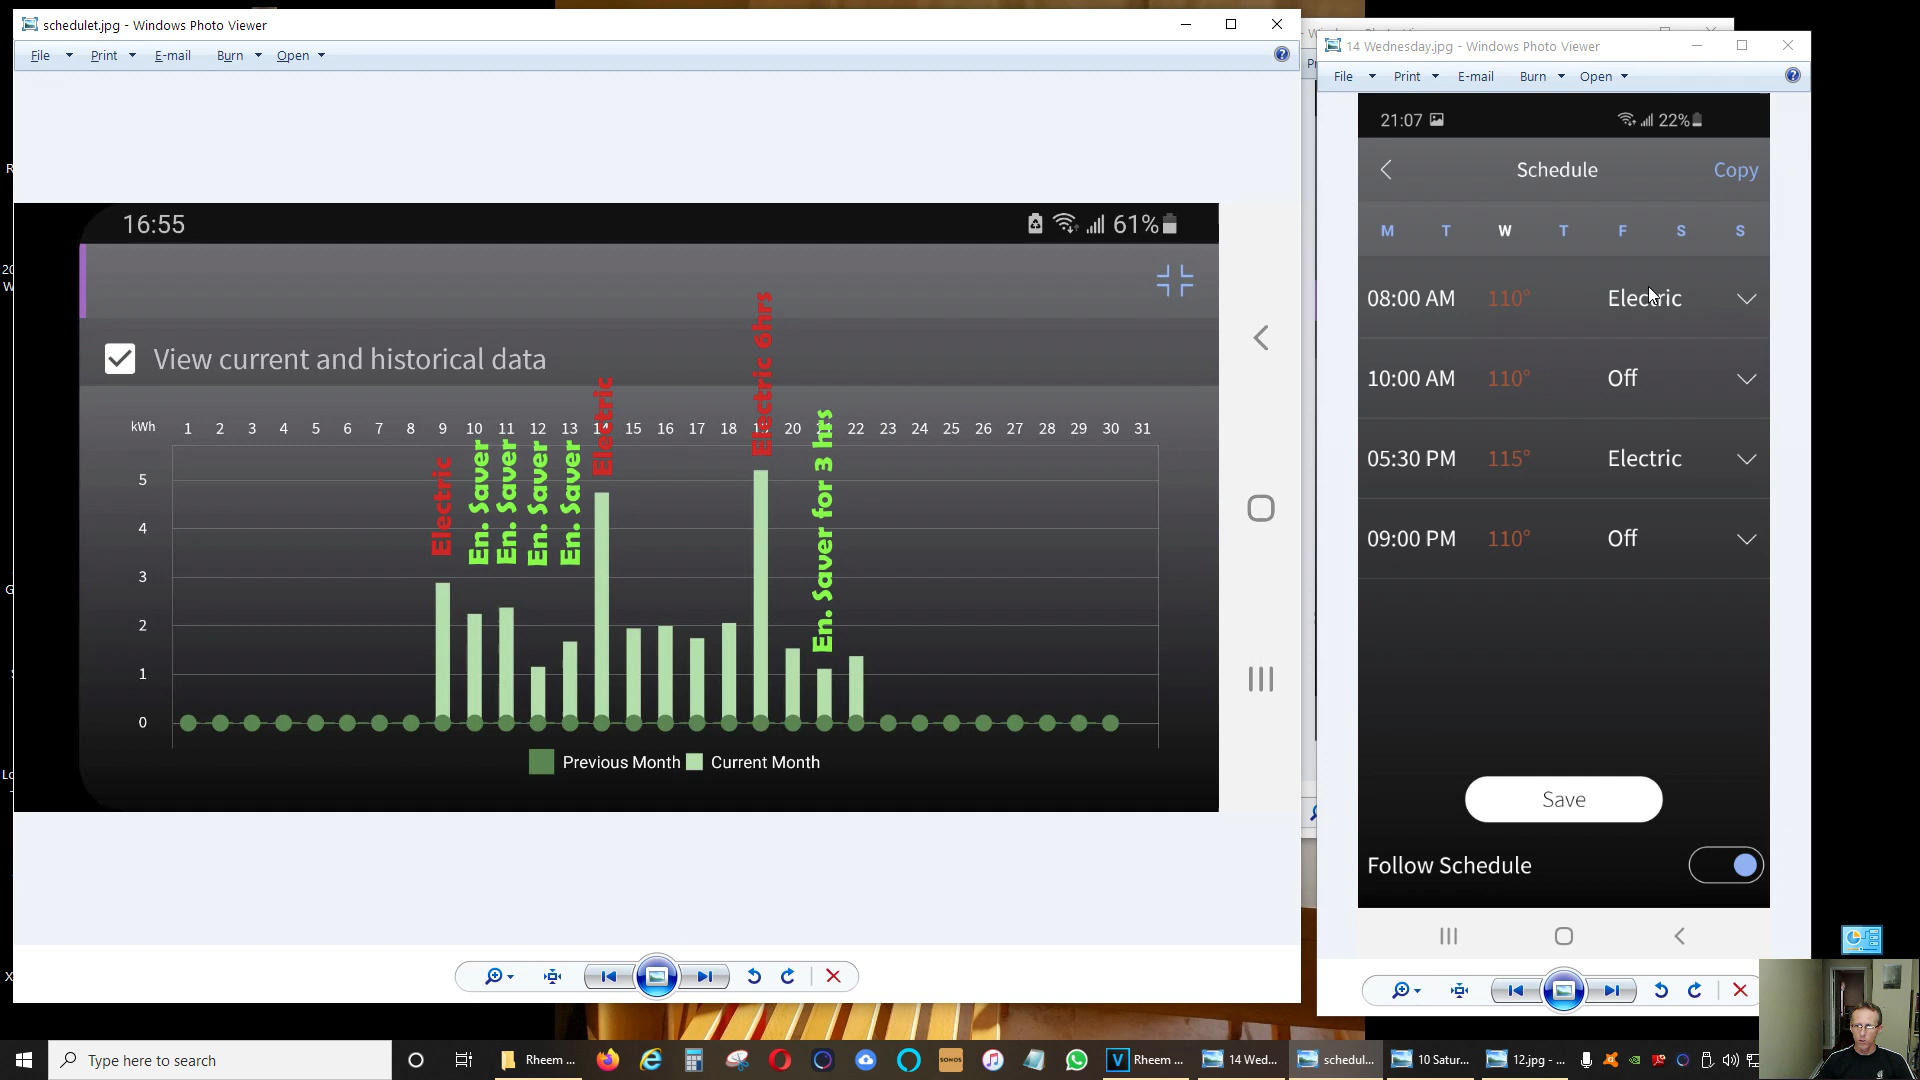 schedulet.jpg - Windows Photo Viewer
File Print E-mail Burn Open
16:55 61%
View current and historical data
kWh 1 2 3 4 5 6 7 8 9 10 11 12 13 14 15 16 17 18 19 20 22 23 24 25 26 27 28 29 30 31
5
4
3
2
1
0
Electric
En. Saver
En. Saver
En. Saver
En. Saver
Electric
Electric 6hrs
En. Saver for 3 hrs
Previous Month Current Month
14 Wednesday.jpg - Windows Photo Viewer
File Print E-mail Burn Open
21:07 22%
Schedule Copy
M T W T F S S
08:00 AM 110° Electric
10:00 AM 110° Off
05:30 PM 115° Electric
09:00 PM 110° Off
Save
Follow Schedule
Type here to search
Rheem ...
SONOS
Rheem ...
14 Wed...
schedul...
10 Satur...
12.jpg - ...